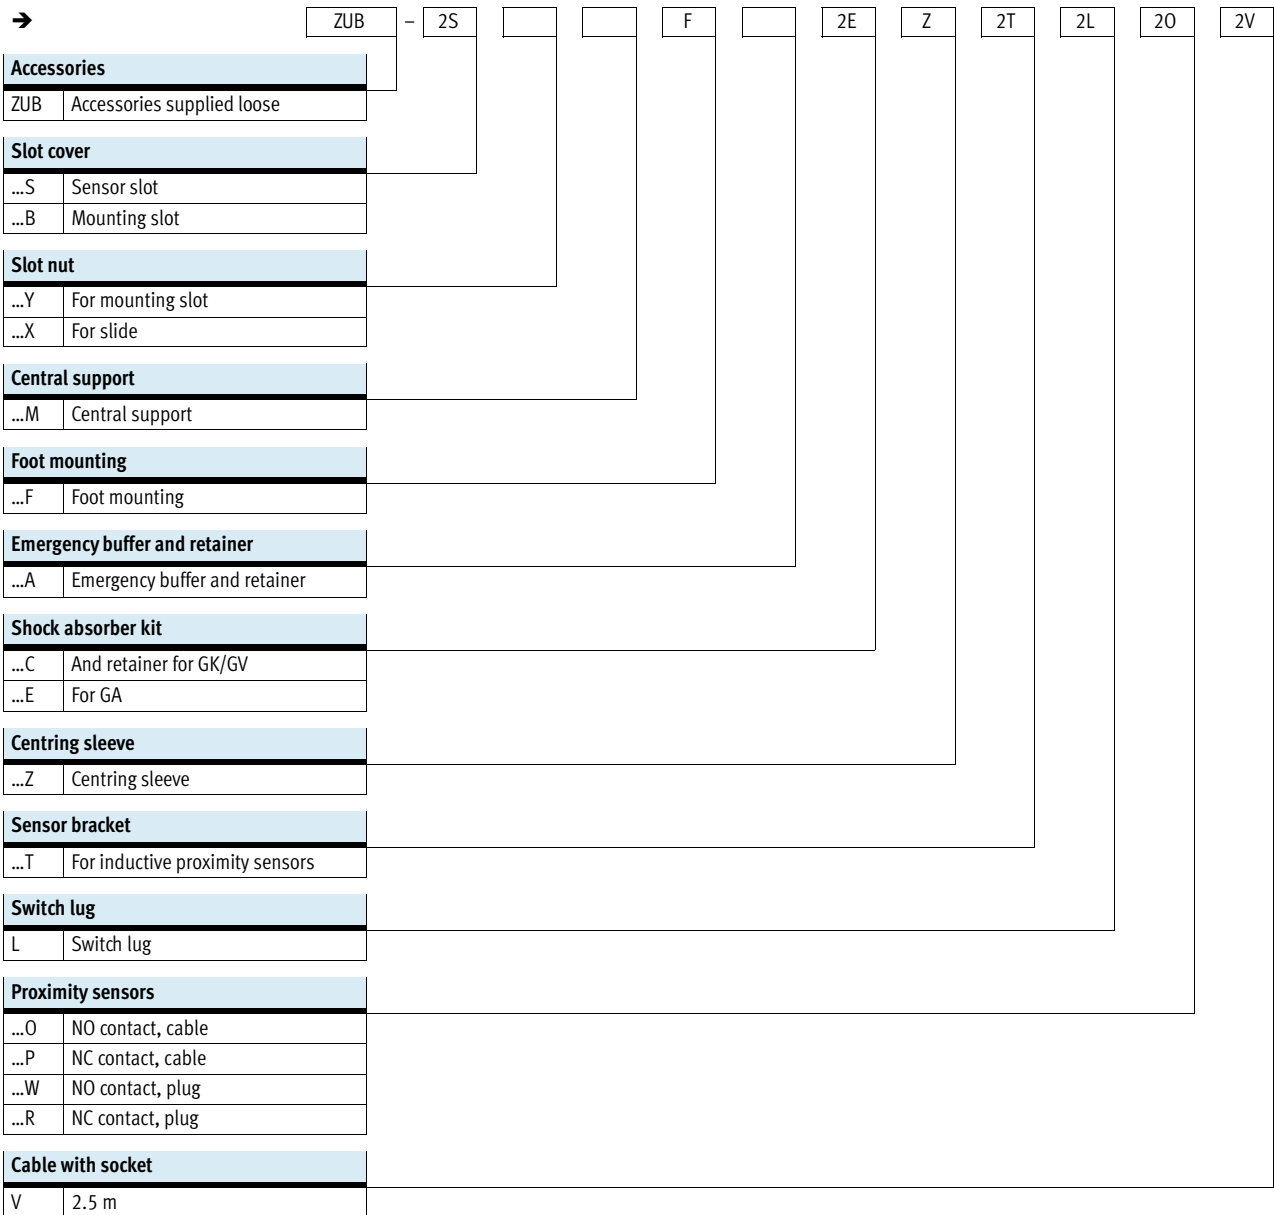 ➔ ZUB – 2S F 2E Z 2T 2L 2O 2V
Accessories
ZUB Accessories supplied loose
Slot cover
...S Sensor slot
...B Mounting slot
Slot nut
...Y For mounting slot
...X For slide
Central support
...M Central support
Foot mounting
...F Foot mounting
Emergency buffer and retainer
...A Emergency buffer and retainer
Shock absorber kit
...C And retainer for GK/GV
...E For GA
Centring sleeve
...Z Centring sleeve
Sensor bracket
...T For inductive proximity sensors
Switch lug
L Switch lug
Proximity sensors
...O NO contact, cable
...P NC contact, cable
...W NO contact, plug
...R NC contact, plug
Cable with socket
V 2.5 m